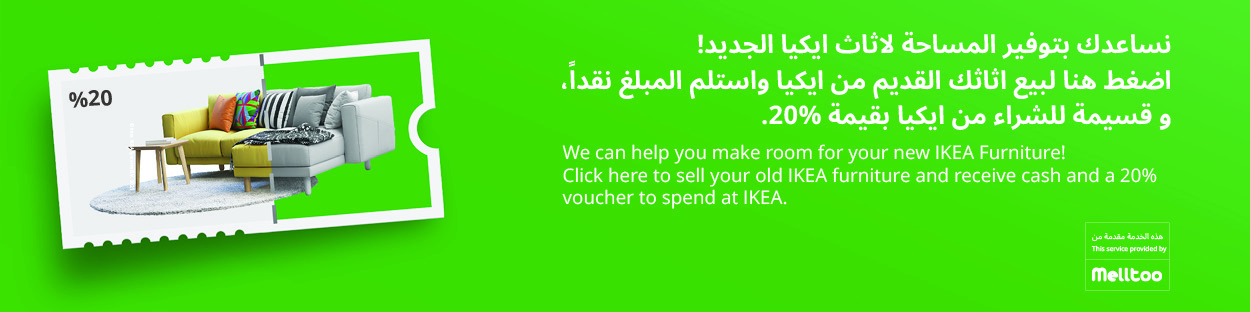 %20
نساعدك بتوفير المساحة لاثاث ايكيا الجديد!
اضغط هنا لبيع اثاثك القديم من ايكيا واستلم المبلغ نقداً،
و قسيمة للشراء من ايكيا بقيمة %20.
We can help you make room for your new IKEA Furniture!
Click here to sell your old IKEA furniture and receive cash and a 20%
voucher to spend at IKEA.
هذه الخدمة مقدمة من
This service provided by
Melltoo